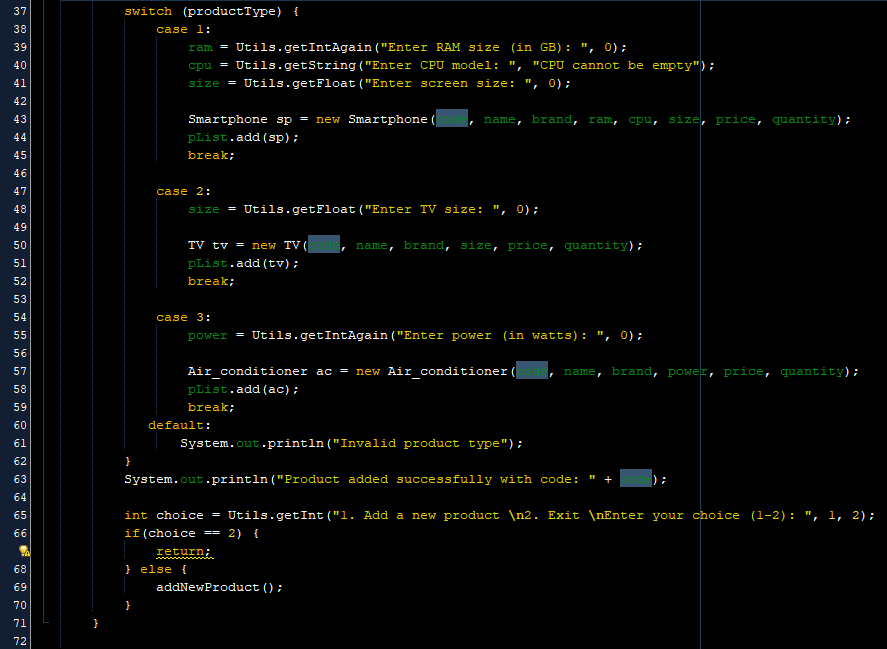 37 switch (productType) {
38 case 1:
39 ram = Utils.getIntAgain("Enter RAM size (in GB): ", 0);
40 cpu = Utils.getString("Enter CPU model: ", "CPU cannot be empty");
41 size = Utils.getFloat("Enter screen size: ", 0);
42
43 Smartphone sp = new Smartphone(code, name, brand, ram, cpu, size, price, quantity);
44 pList.add(sp);
45 break;
46
47 case 2:
48 size = Utils.getFloat("Enter TV size: ", 0);
49
50 TV tv = new TV(code, name, brand, size, price, quantity);
51 pList.add(tv);
52 break;
53
54 case 3:
55 power = Utils.getIntAgain("Enter power (in watts): ", 0);
56
57 Air_conditioner ac = new Air_conditioner(code, name, brand, power, price, quantity);
58 pList.add(ac);
59 break;
60 default:
61 System.out.println("Invalid product type");
62 }
63 System.out.println("Product added successfully with code: " + code);
64
65 int choice = Utils.getInt("1. Add a new product \n2. Exit \nEnter your choice (1-2): ", 1, 2);
66 if(choice == 2) {
return;
68 } else {
69 addNewProduct();
70 }
71 }
72